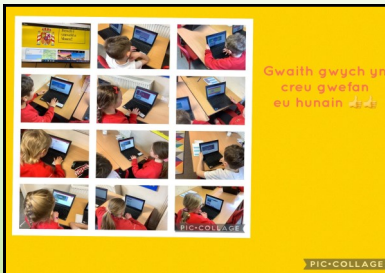 Gwaith gwych yn
creu gwefan
eu hunain 👍👍
PIC•COLLAGE
PIC•COLLAGE